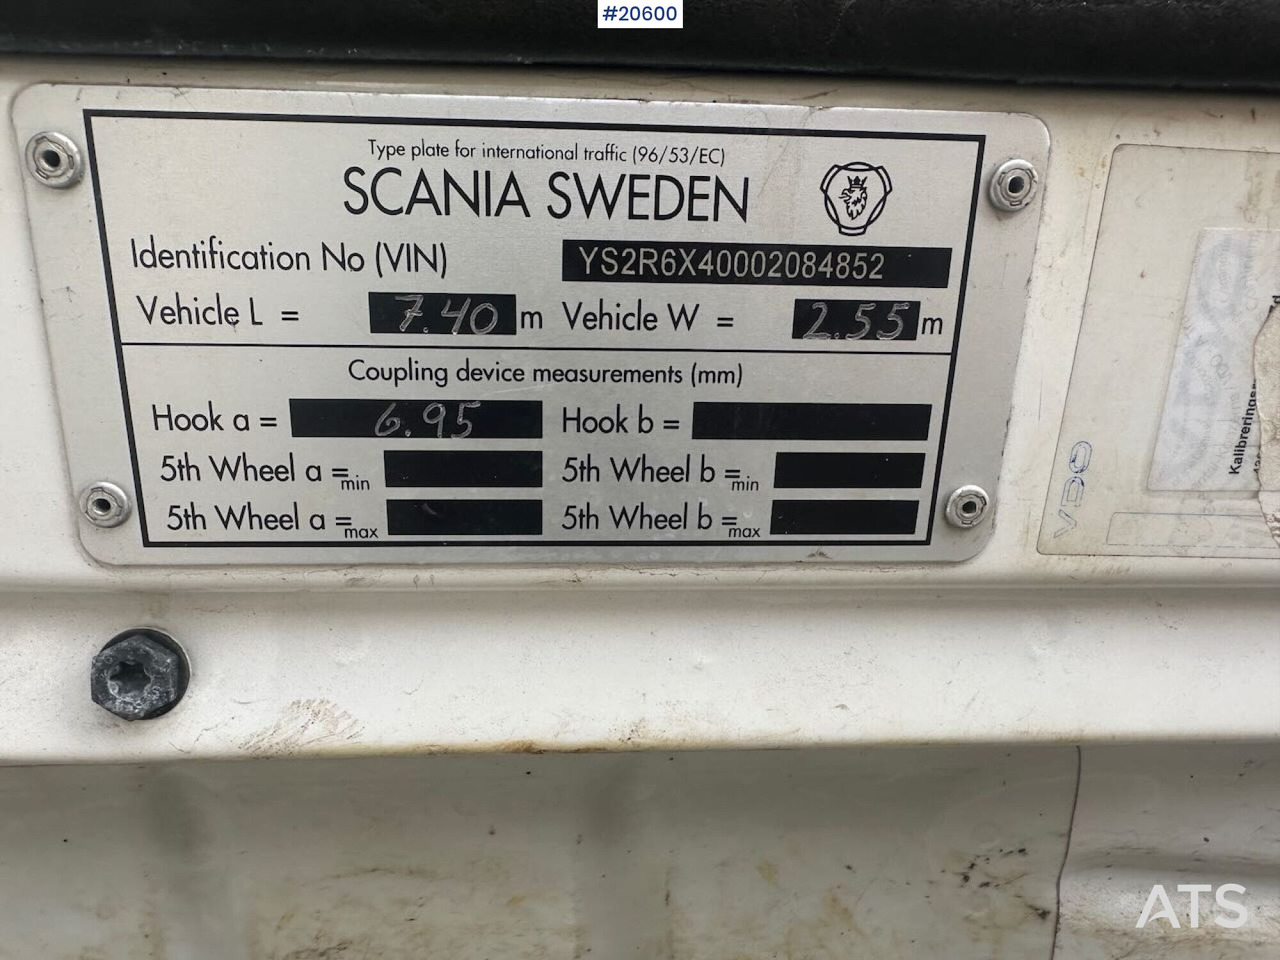 #20600
Type plate for international traffic (96/53/EC)
SCANIA SWEDEN
Identification No (VIN) YS2R6X40002084852
Vehicle L = 7.40 m Vehicle W = 2.55 m
Coupling device measurements (mm)
Hook a = 6.95 Hook b =
5th Wheel a = min 5th Wheel b = min
5th Wheel a = max 5th Wheel b = max
VDO
Kalibreringen
ATS